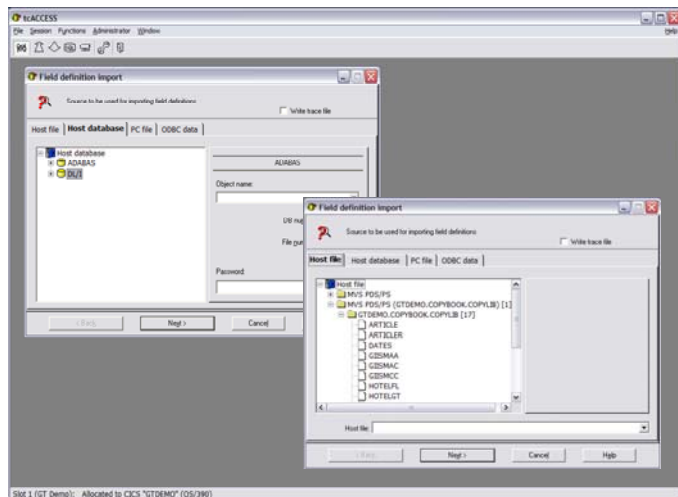 tcACCESS
File Session Functions Administrator Window Help
Field definition import
Source to be used for importing field definitions
Write trace file
Host file Host database PC file ODBC data
Host database
ADABAS
DL/I
ADABAS
Object name:
File
Password
Next >
Cancel
Field definition import
Source to be used for importing field definitions
Write trace file
Host file Host database PC file ODBC data
Host file
MVS PDS/PS
MVS PDS/PS (GTDEMO.COPYBOOK.COPYLIB) [1]
GTDEMO.COPYBOOK.COPYLIB [17]
ARTICLE
ARTICLER
DATES
GIISMAA
GIISMAC
GIISMCC
HOTELFL
HOTELGT
Host file
< Back Next > Cancel Help
Slot 1 (GT Demo): Allocated to CICS "GTDEMO" (OS/390)